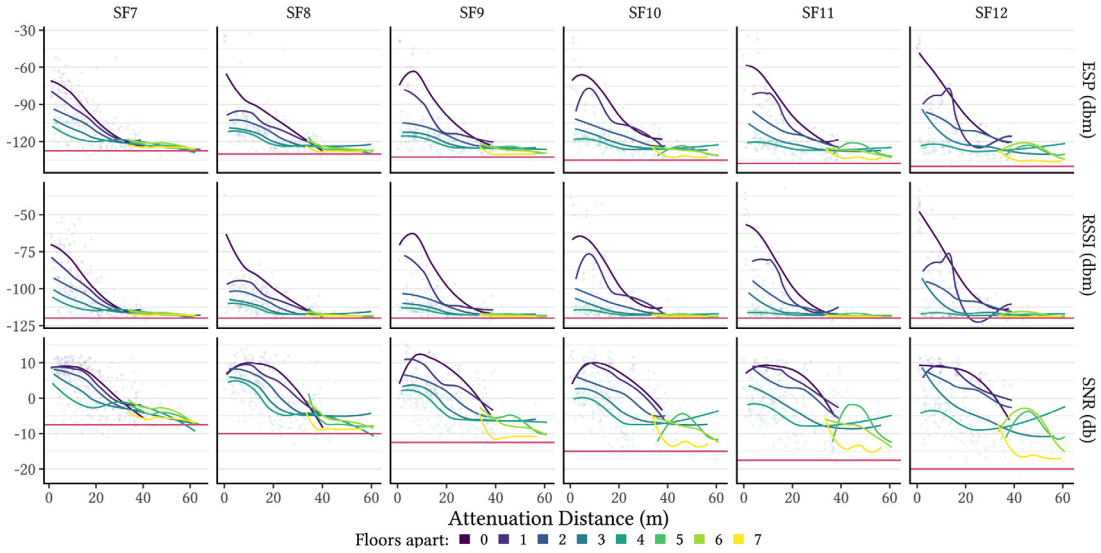 SF7 SF8 SF9 SF10 SF11 SF12
-30
-60
-90
-120
ESP (dbm)
-50
-75
-100
-125
RSSI (dbm)
10
0
-10
-20
SNR (db)
0 20 40 60 0 20 40 60 0 20 40 60 0 20 40 60 0 20 40 60 0 20 40 60
Attenuation Distance (m)
Floors apart: 0 1 2 3 4 5 6 7